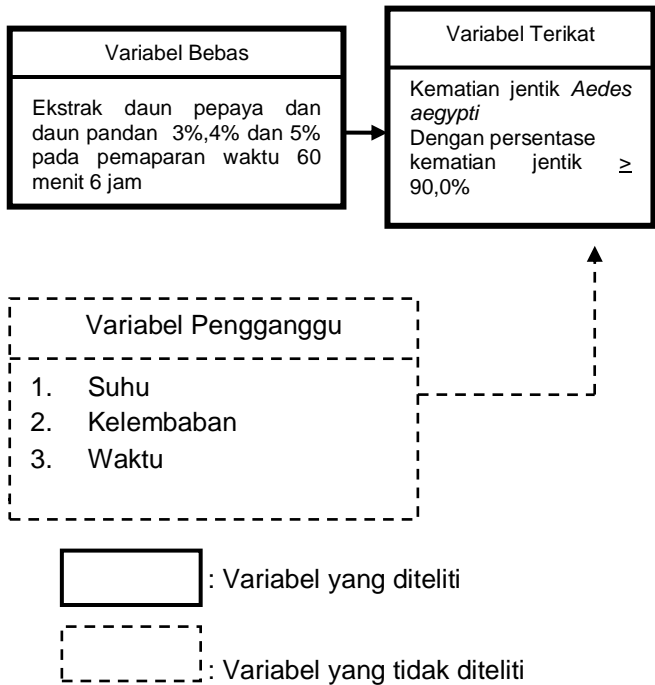 Variabel Bebas
Ekstrak daun pepaya dan
daun pandan 3%,4% dan 5%
pada pemaparan waktu 60
menit 6 jam
Variabel Terikat
Kematian jentik Aedes
aegypti
Dengan persentase
kematian jentik ≥
90,0%
Variabel Pengganggu
1. Suhu
2. Kelembaban
3. Waktu
: Variabel yang diteliti
: Variabel yang tidak diteliti